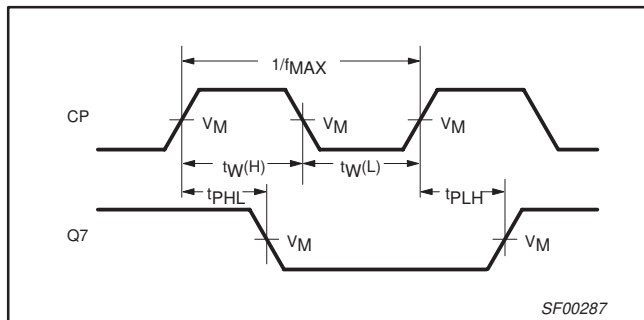 1/fMAX
CP
VM VM VM
tW(H) tW(L)
tPHL tPLH
Q7
VM VM
SF00287